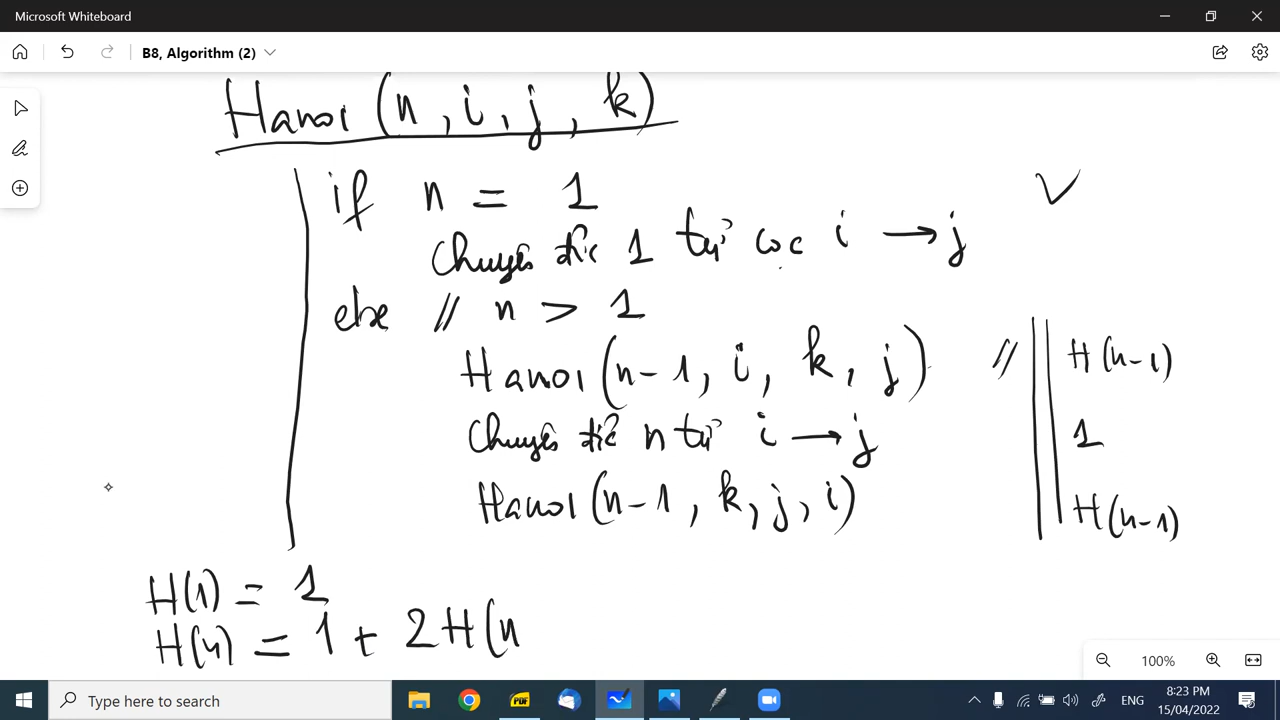 Microsoft Whiteboard
B8, Algorithm (2)
Hanoi (n, i, j, k)
if n = 1
Chuyển đĩa 1 từ cọc i → j
else // n > 1
Hanoi (n-1, i, k, j) // H(n-1)
Chuyển đĩa n từ i → j 1
Hanoi (n-1, k, j, i) H(n-1)
H(1) = 1
H(n) = 1 + 2H(n
100%
Type here to search
PDF
ENG
8:23 PM
15/04/2022